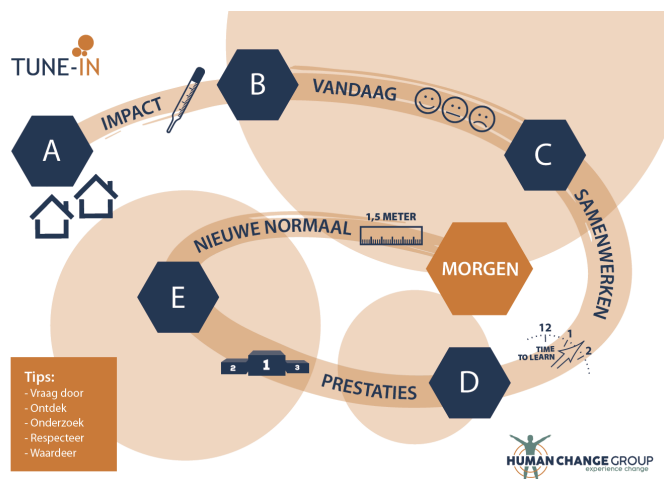 TUNE-IN
A
IMPACT
B
VANDAAG
C
SAMENWERKEN
12
1
2
TIME
TO LEARN
D
PRESTATIES
2
1
3
E
NIEUWE NORMAAL
1,5 METER
MORGEN
Tips:
- Vraag door
- Ontdek
- Onderzoek
- Respecteer
- Waardeer
HUMAN CHANGE GROUP
experience change